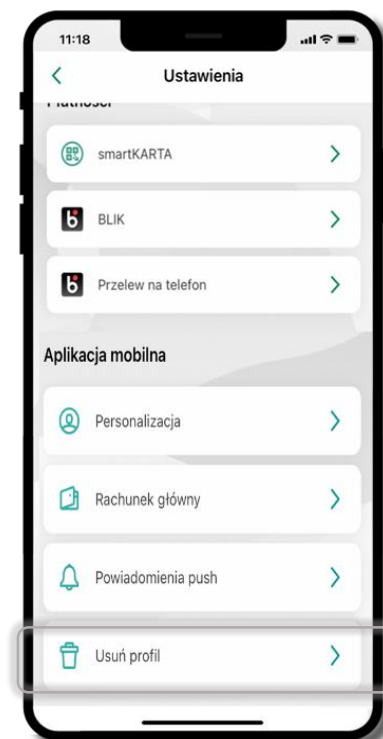 11:18
Ustawienia
smartKARTA
BLIK
Przelew na telefon
Aplikacja mobilna
Personalizacja
Rachunek główny
Powiadomienia push
Usuń profil